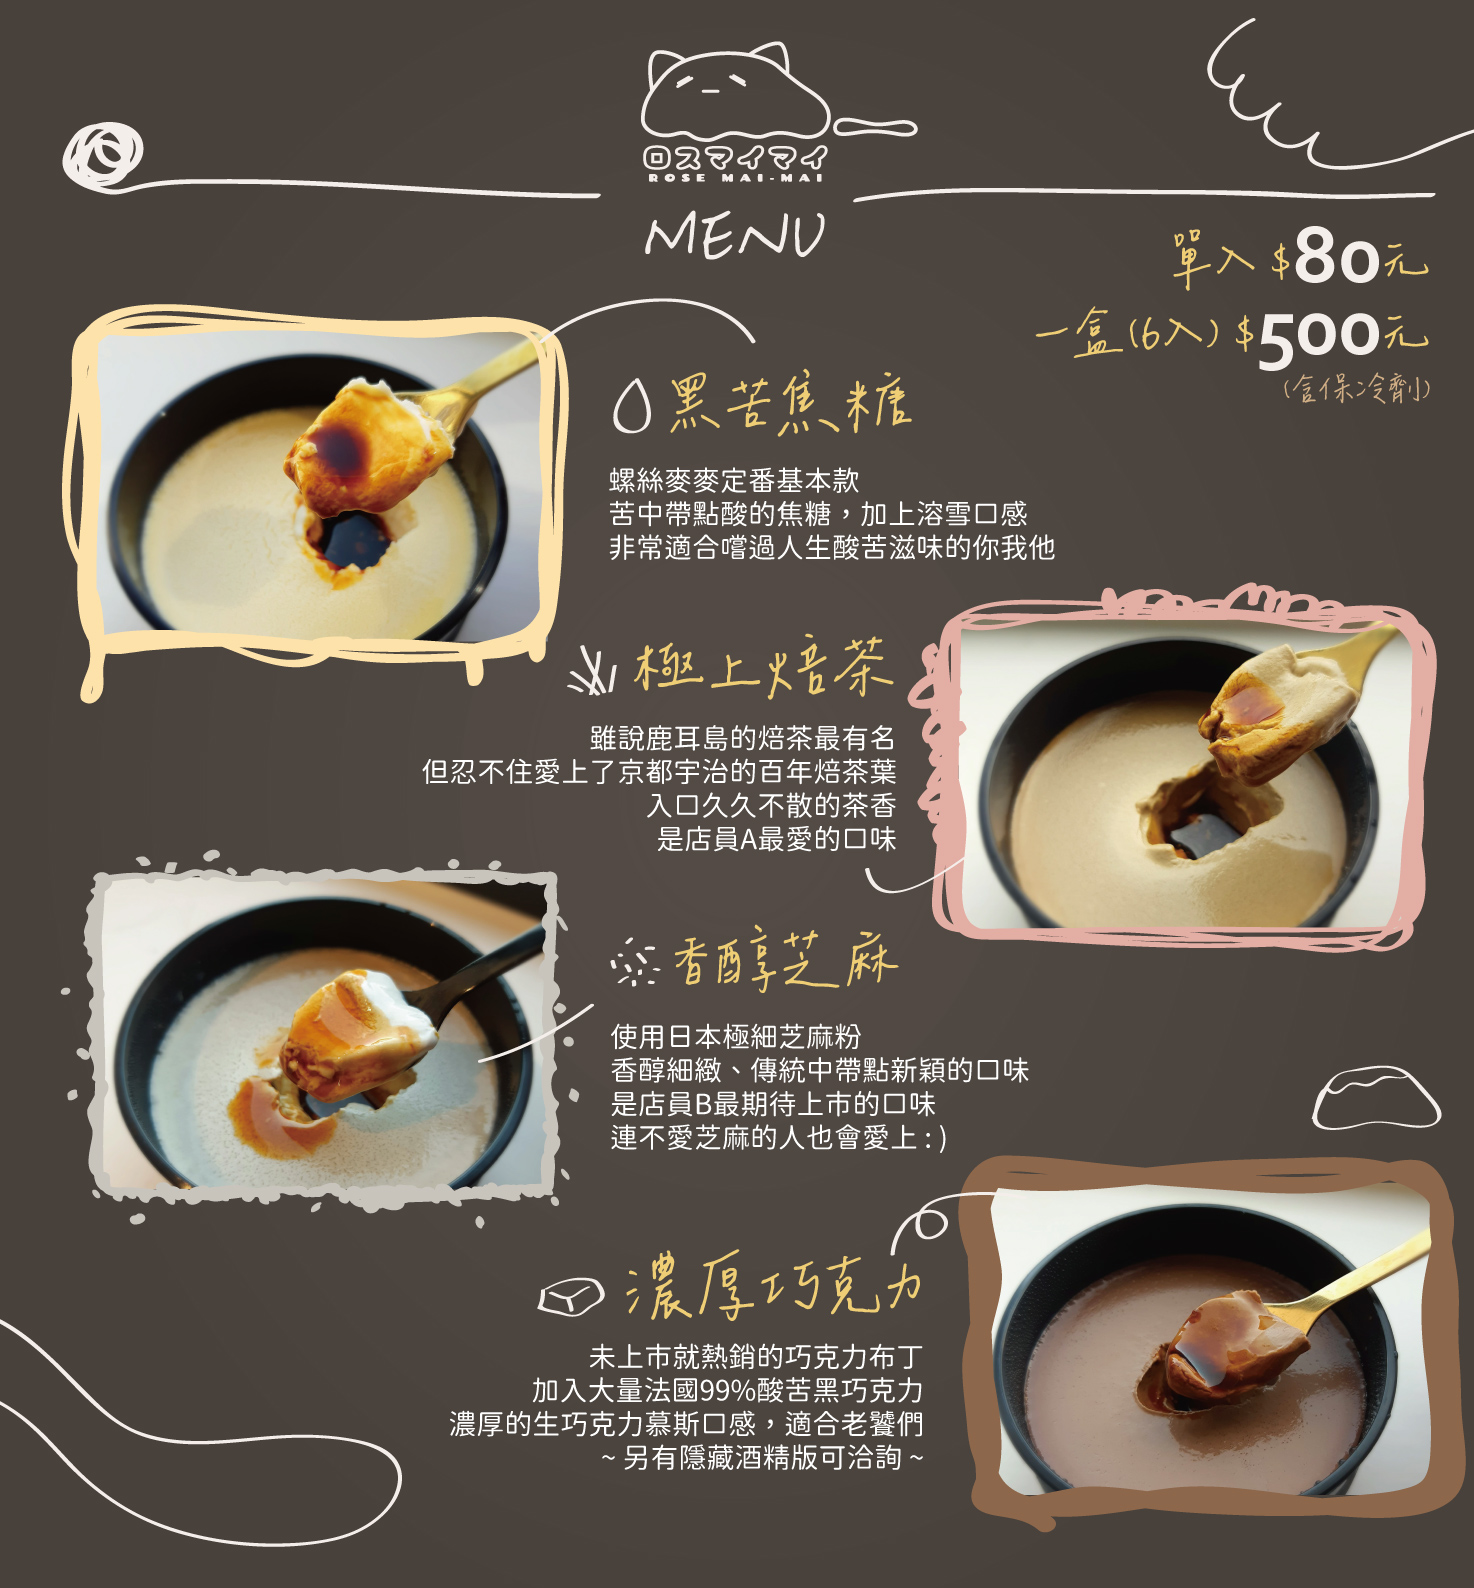 ロスマイマイ
ROSE MAI-MAI
MENU
單入 $80元
一盒(6入) $500元
(含保冷劑)
黑苦焦糖
螺絲麥麥定番基本款
苦中帶點酸的焦糖，加上溶雪口感
非常適合嚐過人生酸苦滋味的你我他
極上焙茶
雖說鹿耳島的焙茶最有名
但忍不住愛上了京都宇治的百年焙茶葉
入口久久不散的茶香
是店員A最愛的口味
香醇芝麻
使用日本極細芝麻粉
香醇細緻、傳統中帶點新穎的口味
是店員B最期待上市的口味
連不愛芝麻的人也會愛上 : )
濃厚巧克力
未上市就熱銷的巧克力布丁
加入大量法國99%酸苦黑巧克力
濃厚的生巧克力慕斯口感，適合老饕們
~ 另有隱藏酒精版可洽詢 ~